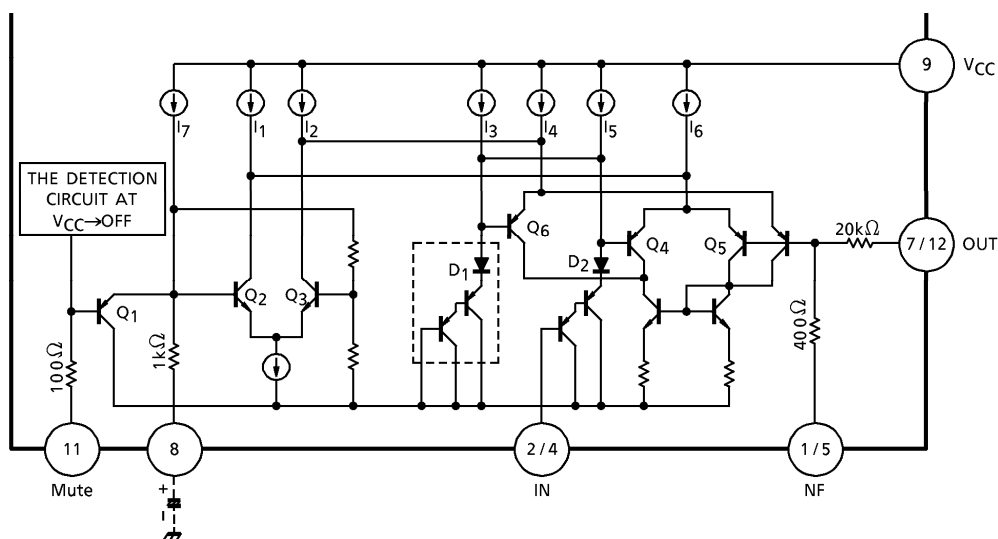 9 VCC
I7 I1 I2 I3 I4 I5 I6
THE DETECTION
CIRCUIT AT
VCC→OFF
Q6 Q4 Q5 20kΩ 7/12 OUT
D1 D2
Q1 Q2 Q3
100Ω 1kΩ 400Ω
11 8 2/4 1/5
Mute IN NF
+
-